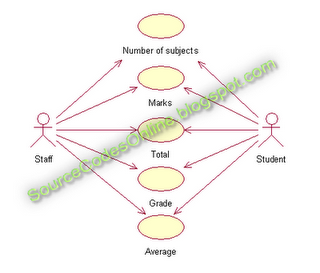 Number of subjects
Marks
Staff
Total
Student
Grade
Average
SourceCodesOnline.blogspot.com